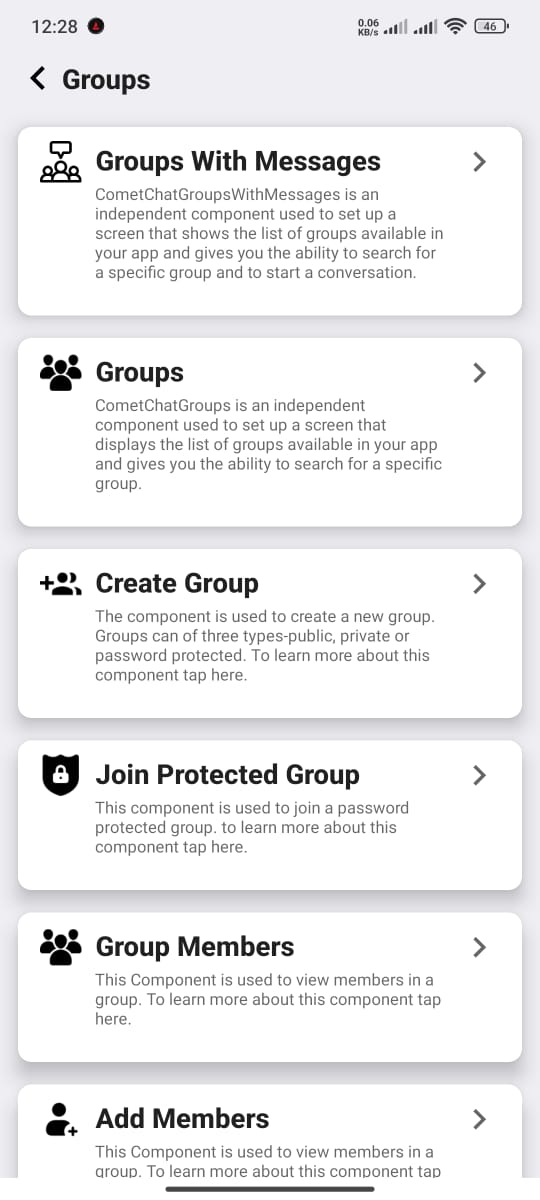 12:28
0.06
KB/s
46
Groups
Groups With Messages
CometChatGroupsWithMessages is an
independent component used to set up a
screen that shows the list of groups available in
your app and gives you the ability to search for
a specific group and to start a conversation.
Groups
CometChatGroups is an independent
component used to set up a screen that
displays the list of groups available in your app
and gives you the ability to search for a specific
group.
Create Group
The component is used to create a new group.
Groups can of three types-public, private or
password protected. To learn more about this
component tap here.
Join Protected Group
This component is used to join a password
protected group. to learn more about this
component tap here.
Group Members
This Component is used to view members in a
group. To learn more about this component tap
here.
Add Members
This Component is used to view members in a
group. To learn more about this component tap